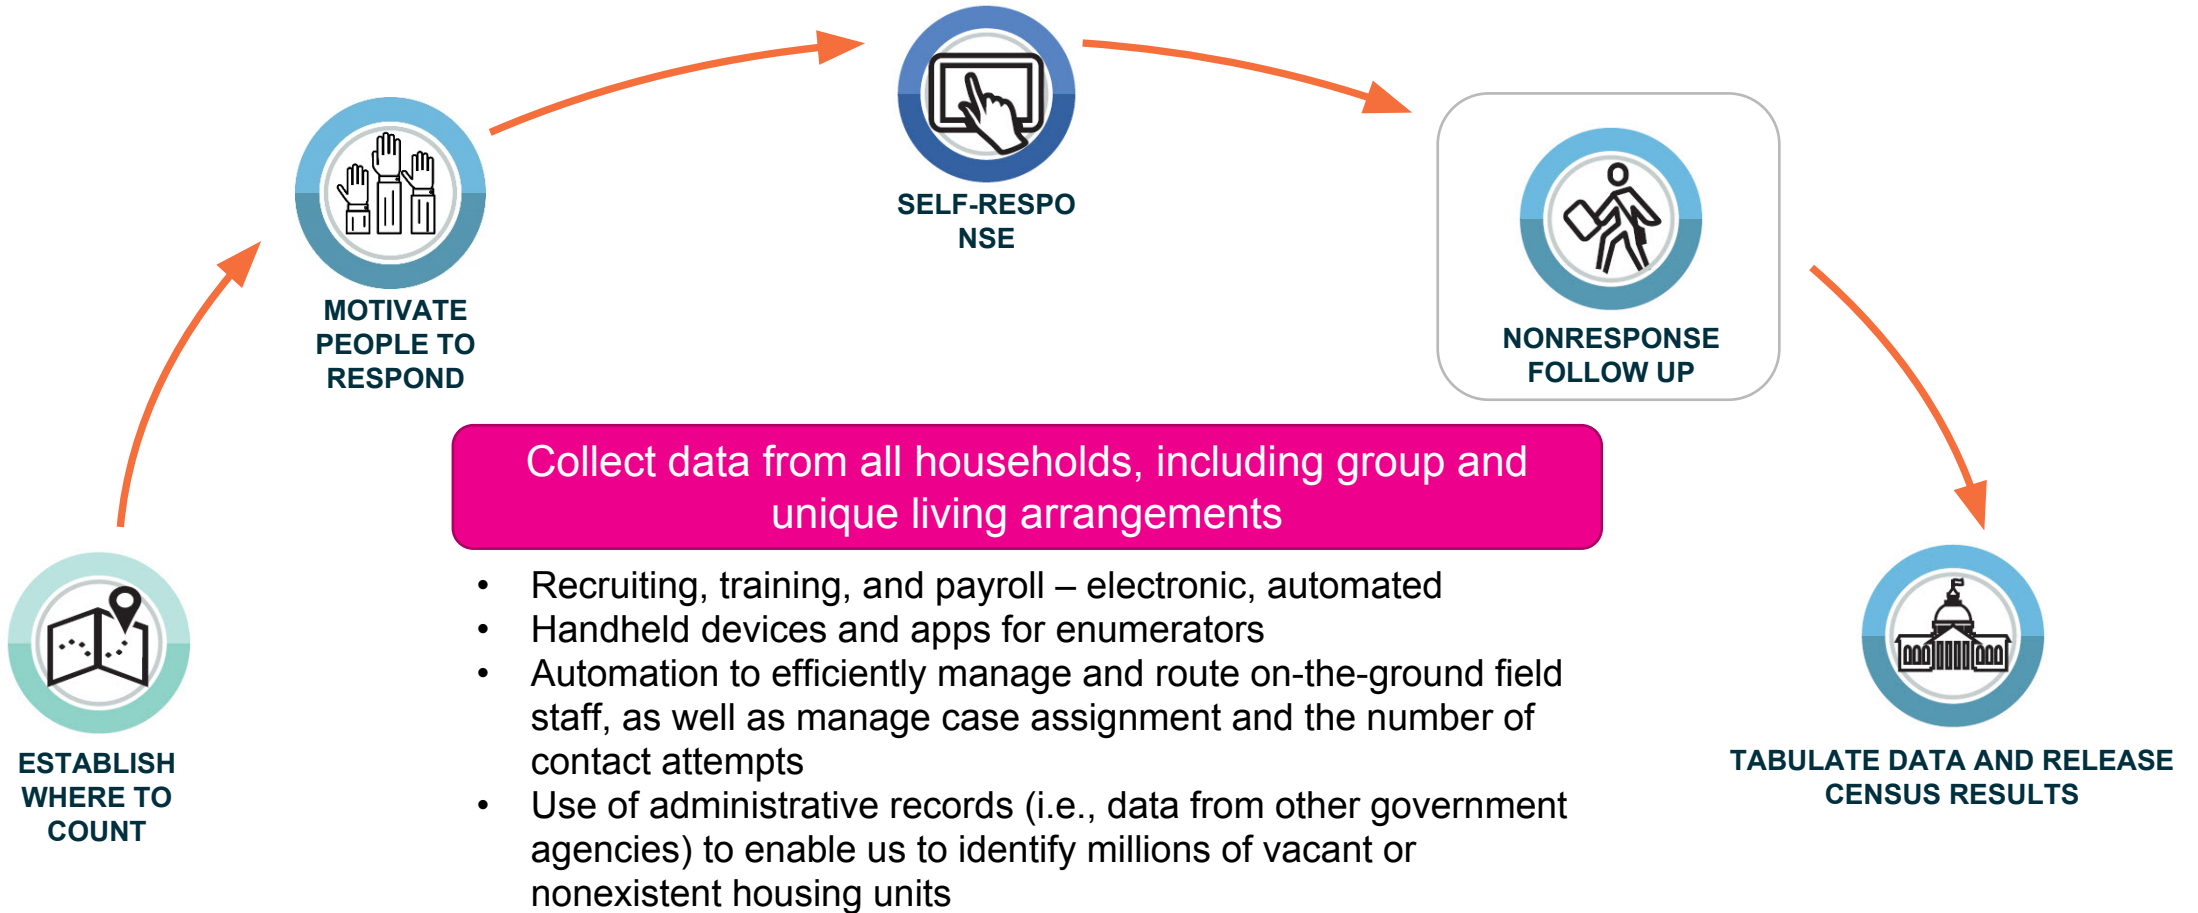 SELF-RESPO
NSE
MOTIVATE
PEOPLE TO
RESPOND
NONRESPONSE
FOLLOW UP
Collect data from all households, including group and
unique living arrangements
• Recruiting, training, and payroll – electronic, automated
• Handheld devices and apps for enumerators
• Automation to efficiently manage and route on-the-ground field
staff, as well as manage case assignment and the number of
contact attempts
• Use of administrative records (i.e., data from other government
agencies) to enable us to identify millions of vacant or
nonexistent housing units
ESTABLISH
WHERE TO
COUNT
TABULATE DATA AND RELEASE
CENSUS RESULTS